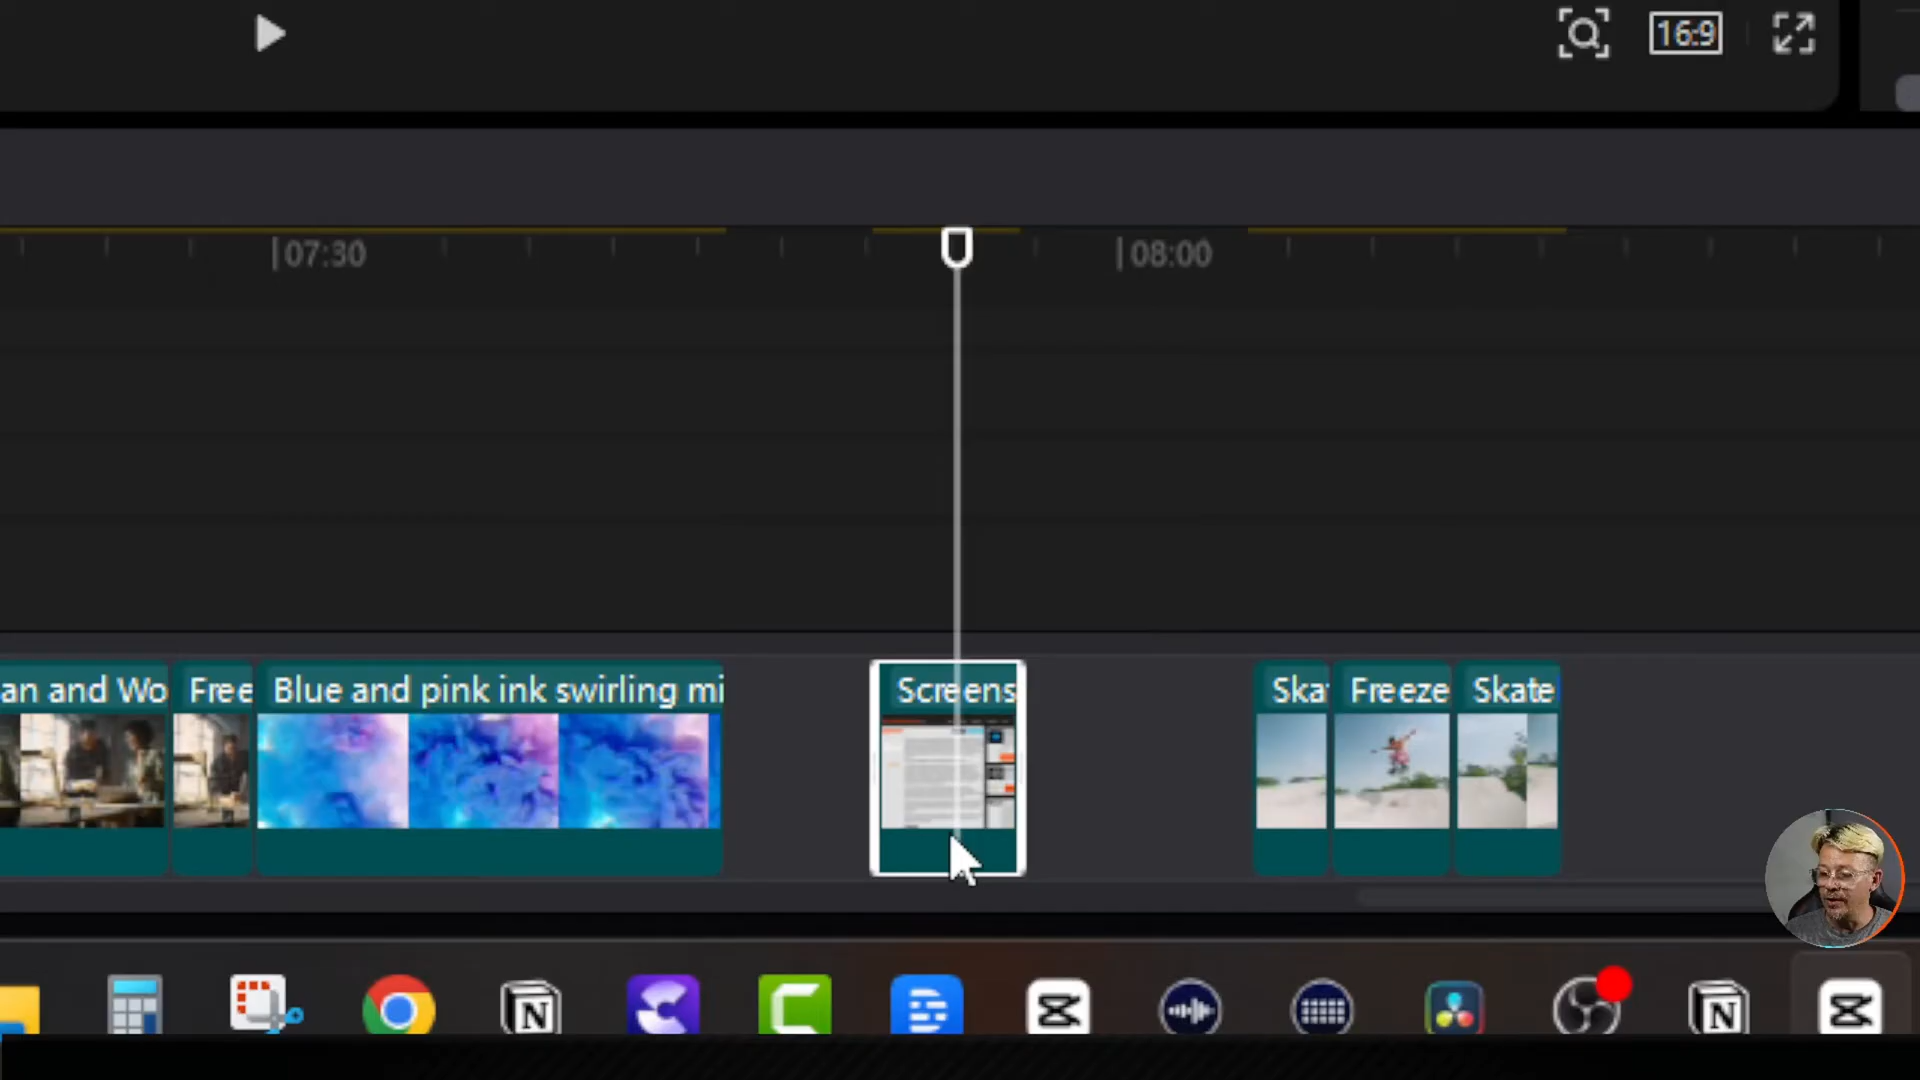 16:9
07:30
08:00
an and Wo
Free
Blue and pink ink swirling mi
Screens
Ska
Freeze
Skate
N
N